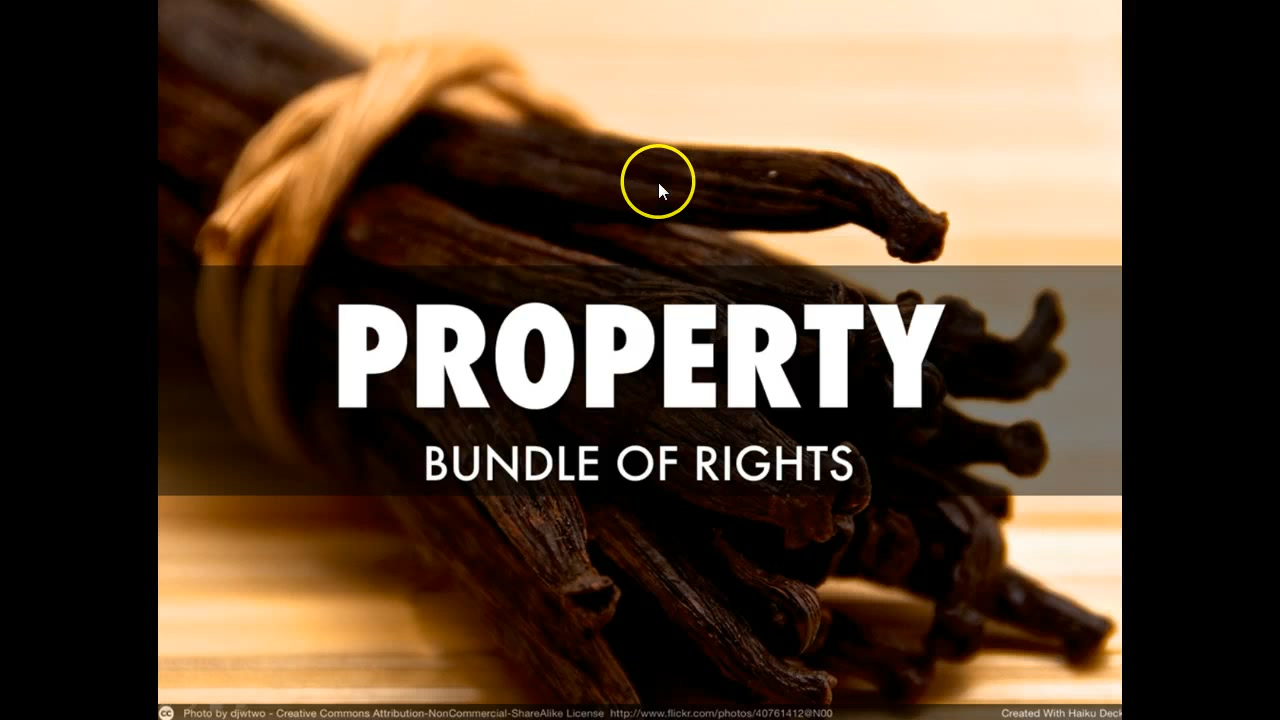 PROPERTY
BUNDLE OF RIGHTS
cc Photo by djwtwo - Creative Commons Attribution-NonCommercial-ShareAlike License http://www.flickr.com/photos/40761412@N00 Created With Haiku Deck